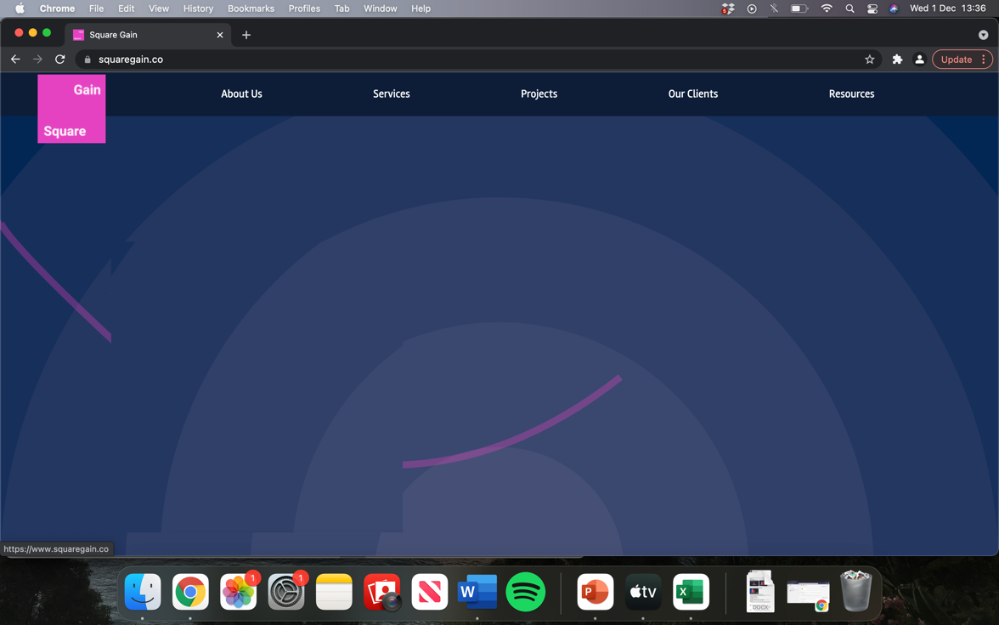 Chrome File Edit View History Bookmarks Profiles Tab Window Help 5 Wed 1 Dec 13:36
Square Gain
squaregain.co Update
Gain
Square
About Us Services Projects Our Clients Resources
https://www.squaregain.co
1 1 W P tv X
DOCX